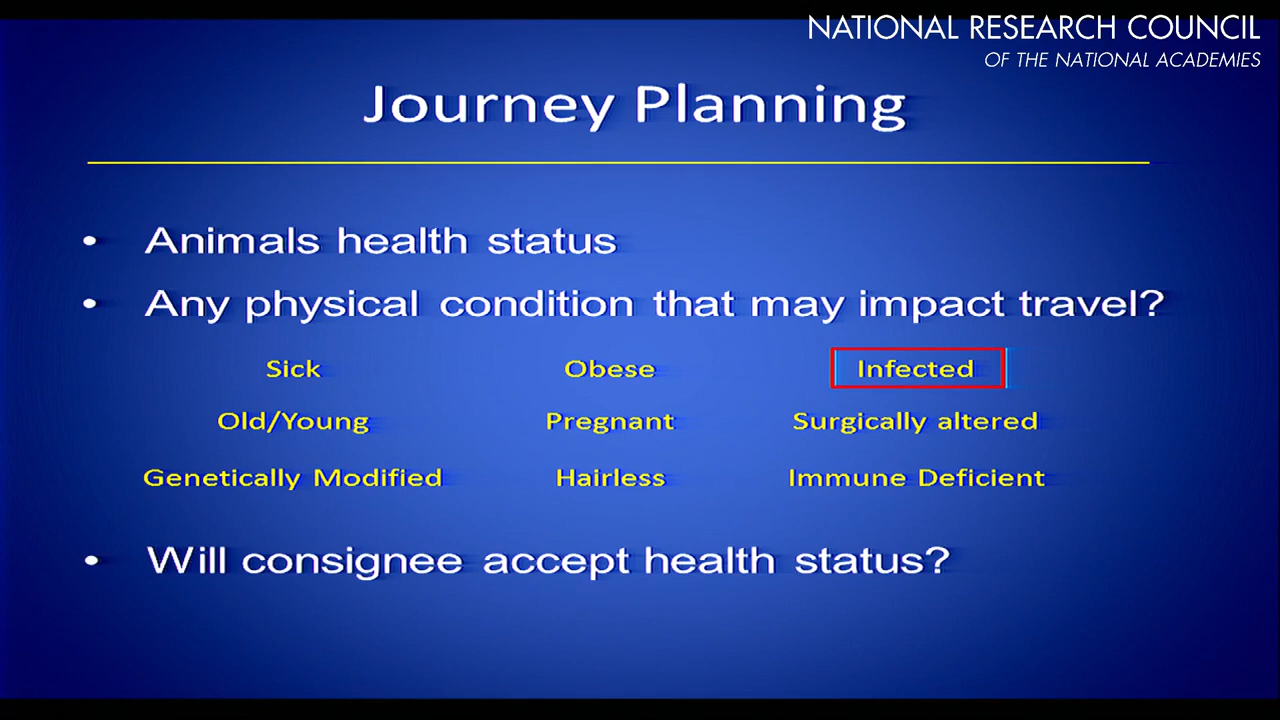 NATIONAL RESEARCH COUNCIL
OF THE NATIONAL ACADEMIES
Journey Planning
• Animals health status
• Any physical condition that may impact travel?
Sick Obese Infected
Old/Young Pregnant Surgically altered
Genetically Modified Hairless Immune Deficient
• Will consignee accept health status?